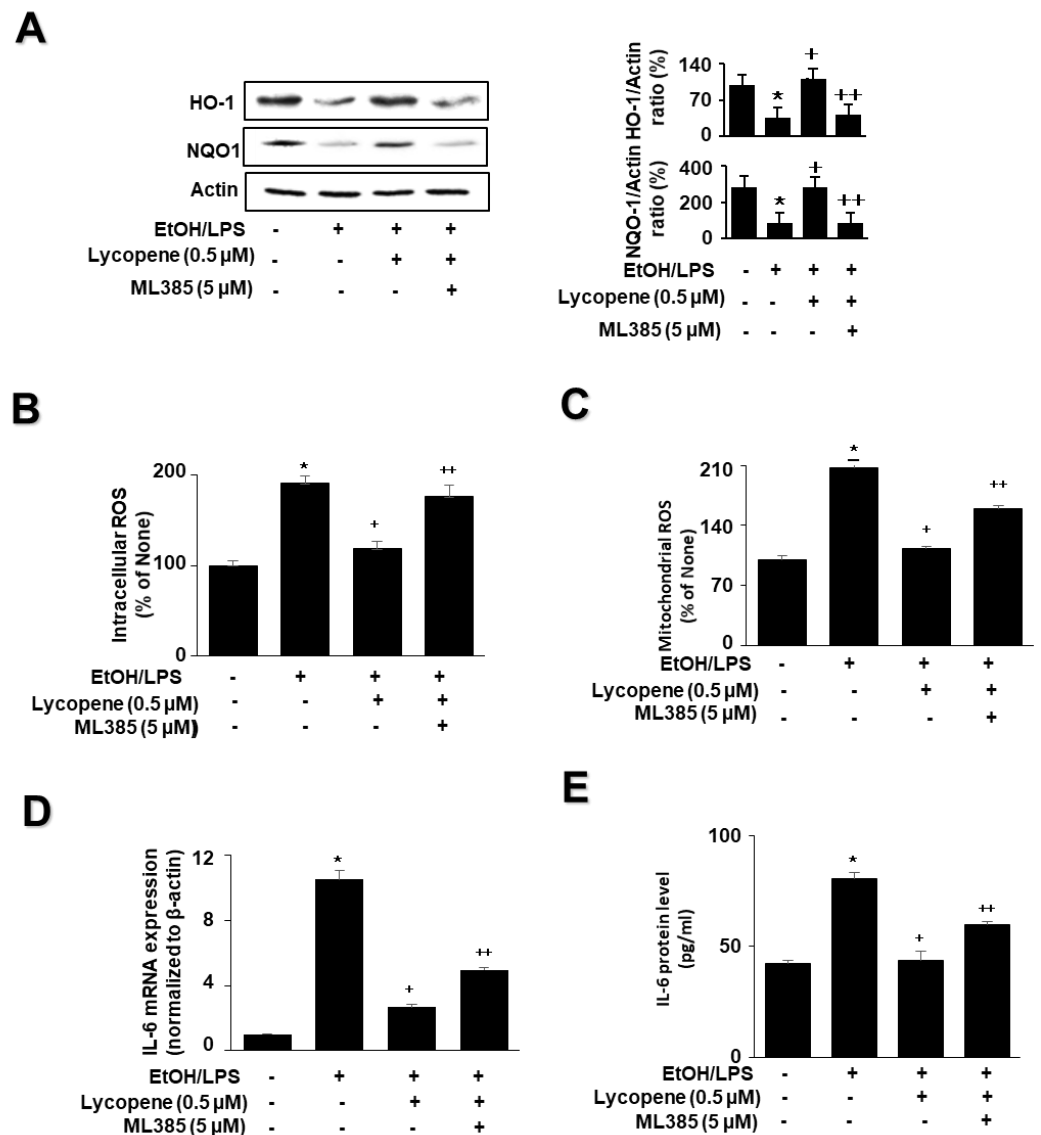 A
HO-1
NQO1
Actin
EtOH/LPS - + + +
Lycopene (0.5 µM) - - + +
ML385 (5 µM) - - - +
HO-1/Actin
ratio (%)
140
70
0
* + ++
NQO-1/Actin
ratio (%)
400
200
0
* + ++
EtOH/LPS - + + +
Lycopene (0.5 µM) - - + +
ML385 (5 µM) - - - +
B
Intracellular ROS
(% of None)
200
100
0
* + ++
EtOH/LPS - + + +
Lycopene (0.5 µM) - - + +
ML385 (5 µM) - - - +
C
Mitochondrial ROS
(% of None)
210
140
70
0
* + ++
EtOH/LPS - + + +
Lycopene (0.5 µM) - - + +
ML385 (5 µM) - - - +
D
IL-6 mRNA expression
(normalized to β-actin)
12
8
4
0
* + ++
EtOH/LPS - + + +
Lycopene (0.5 µM) - - + +
ML385 (5 µM) - - - +
E
IL-6 protein level
(pg/ml)
100
50
0
* + ++
EtOH/LPS - + + +
Lycopene (0.5 µM) - - + +
ML385 (5 µM) - - - +